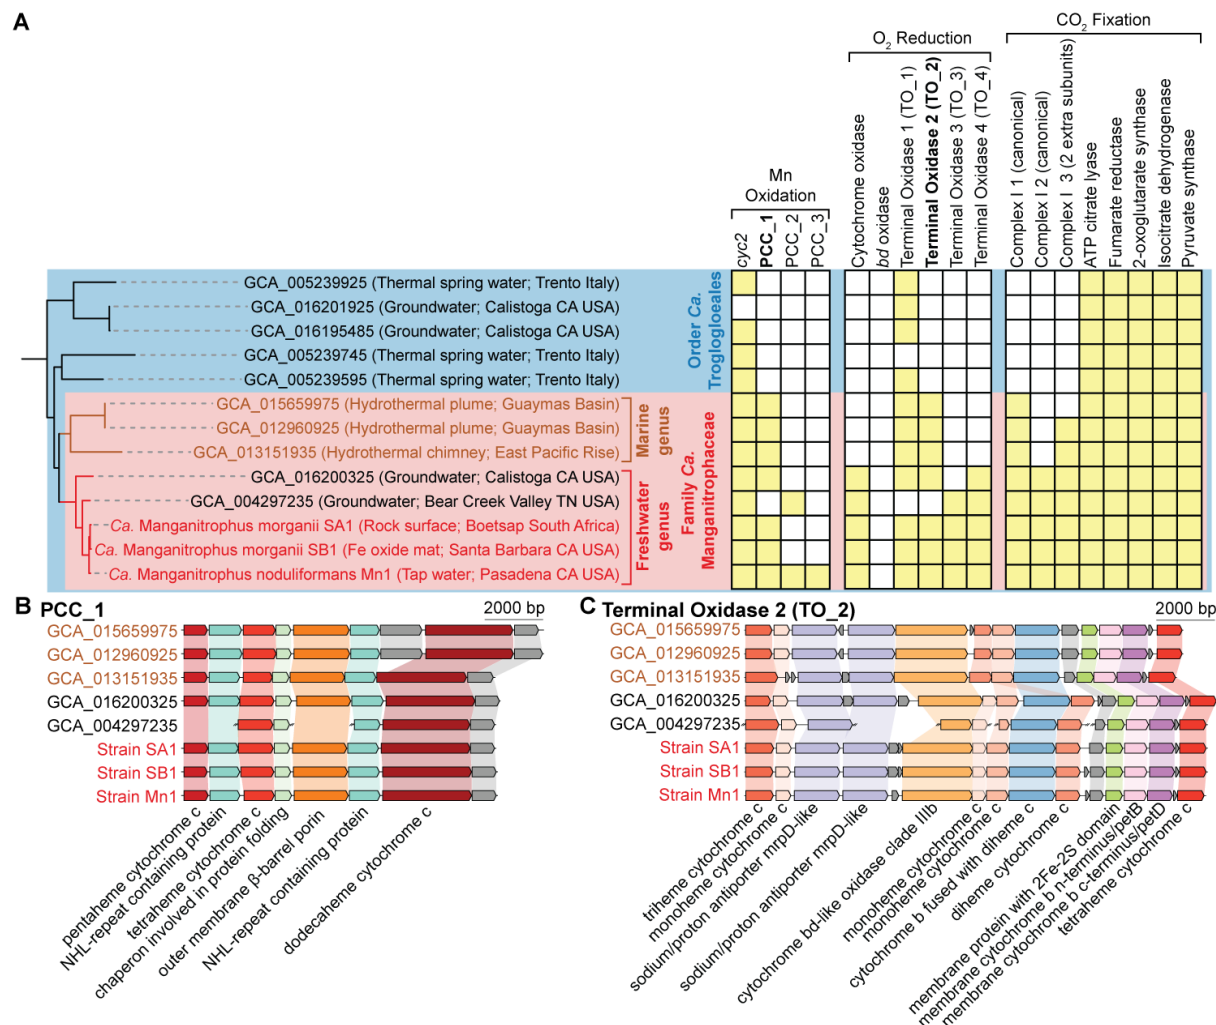 A
Mn
Oxidation
O2 Reduction
CO2 Fixation
cyc2
PCC_1
PCC_2
PCC_3
Cytochrome oxidase
bd oxidase
Terminal Oxidase 1 (TO_1)
Terminal Oxidase 2 (TO_2)
Terminal Oxidase 3 (TO_3)
Terminal Oxidase 4 (TO_4)
Complex I 1 (canonical)
Complex I 2 (canonical)
Complex I 3 (2 extra subunits)
ATP citrate lyase
Fumarate reductase
2-oxoglutarate synthase
Isocitrate dehydrogenase
Pyruvate synthase
GCA_005239925 (Thermal spring water; Trento Italy)
GCA_016201925 (Groundwater; Calistoga CA USA)
GCA_016195485 (Groundwater; Calistoga CA USA)
GCA_005239745 (Thermal spring water; Trento Italy)
GCA_005239595 (Thermal spring water; Trento Italy)
Order Ca.
Troglogloeales
GCA_015659975 (Hydrothermal plume; Guaymas Basin)
GCA_012960925 (Hydrothermal plume; Guaymas Basin)
GCA_013151935 (Hydrothermal chimney; East Pacific Rise)
Marine
genus
GCA_016200325 (Groundwater; Calistoga CA USA)
GCA_004297235 (Groundwater; Bear Creek Valley TN USA)
Ca. Manganitrophus morganii SA1 (Rock surface; Boetsap South Africa)
Ca. Manganitrophus morganii SB1 (Fe oxide mat; Santa Barbara CA USA)
Ca. Manganitrophus noduliformans Mn1 (Tap water; Pasadena CA USA)
Freshwater
genus
Family Ca.
Manganitrophaceae
B
PCC_1
2000 bp
GCA_015659975
GCA_012960925
GCA_013151935
GCA_016200325
GCA_004297235
Strain SA1
Strain SB1
Strain Mn1
pentaheme cytochrome c
NHL-repeat containing protein
tetraheme cytochrome c
chaperon involved in protein folding
outer membrane β-barrel porin
NHL-repeat containing protein
dodecaheme cytochrome c
C
Terminal Oxidase 2 (TO_2)
2000 bp
GCA_015659975
GCA_012960925
GCA_013151935
GCA_016200325
GCA_004297235
Strain SA1
Strain SB1
Strain Mn1
triheme cytochrome c
monoheme cytochrome c
sodium/proton antiporter mrpD-like
sodium/proton antiporter mrpD-like
cytochrome bd-like oxidase clade IIIb
monoheme cytochrome c
monoheme cytochrome c
cytochrome b fused with diheme c
diheme cytochrome c
membrane protein with 2Fe-2S domain
membrane cytochrome b n-terminus/petB
membrane cytochrome b c-terminus/petD
tetraheme cytochrome c